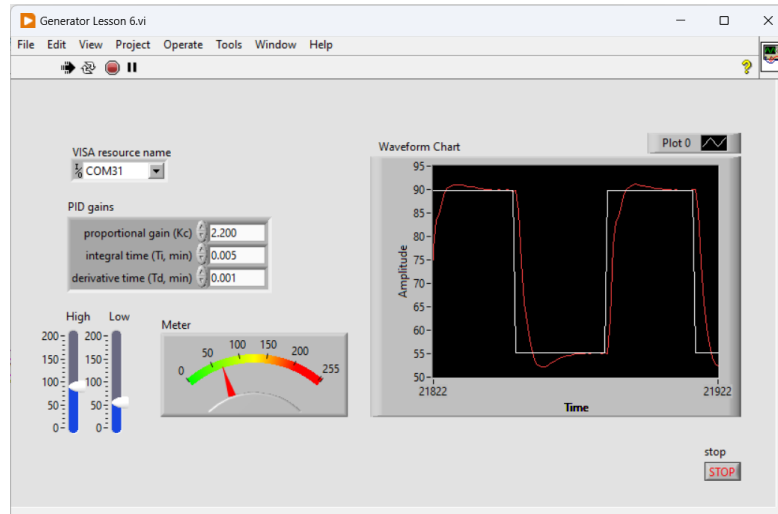 Generator Lesson 6.vi
File Edit View Project Operate Tools Window Help
VISA resource name
I/O COM31
PID gains
proportional gain (Kc) 2.200
integral time (Ti, min) 0.005
derivative time (Td, min) 0.001
High Low
200 200
150 150
100 100
50 50
0 0
Meter
0 50 100 150 200 255
Waveform Chart
Plot 0
Amplitude
95
90
85
80
75
70
65
60
55
50
21822 21922
Time
stop
STOP